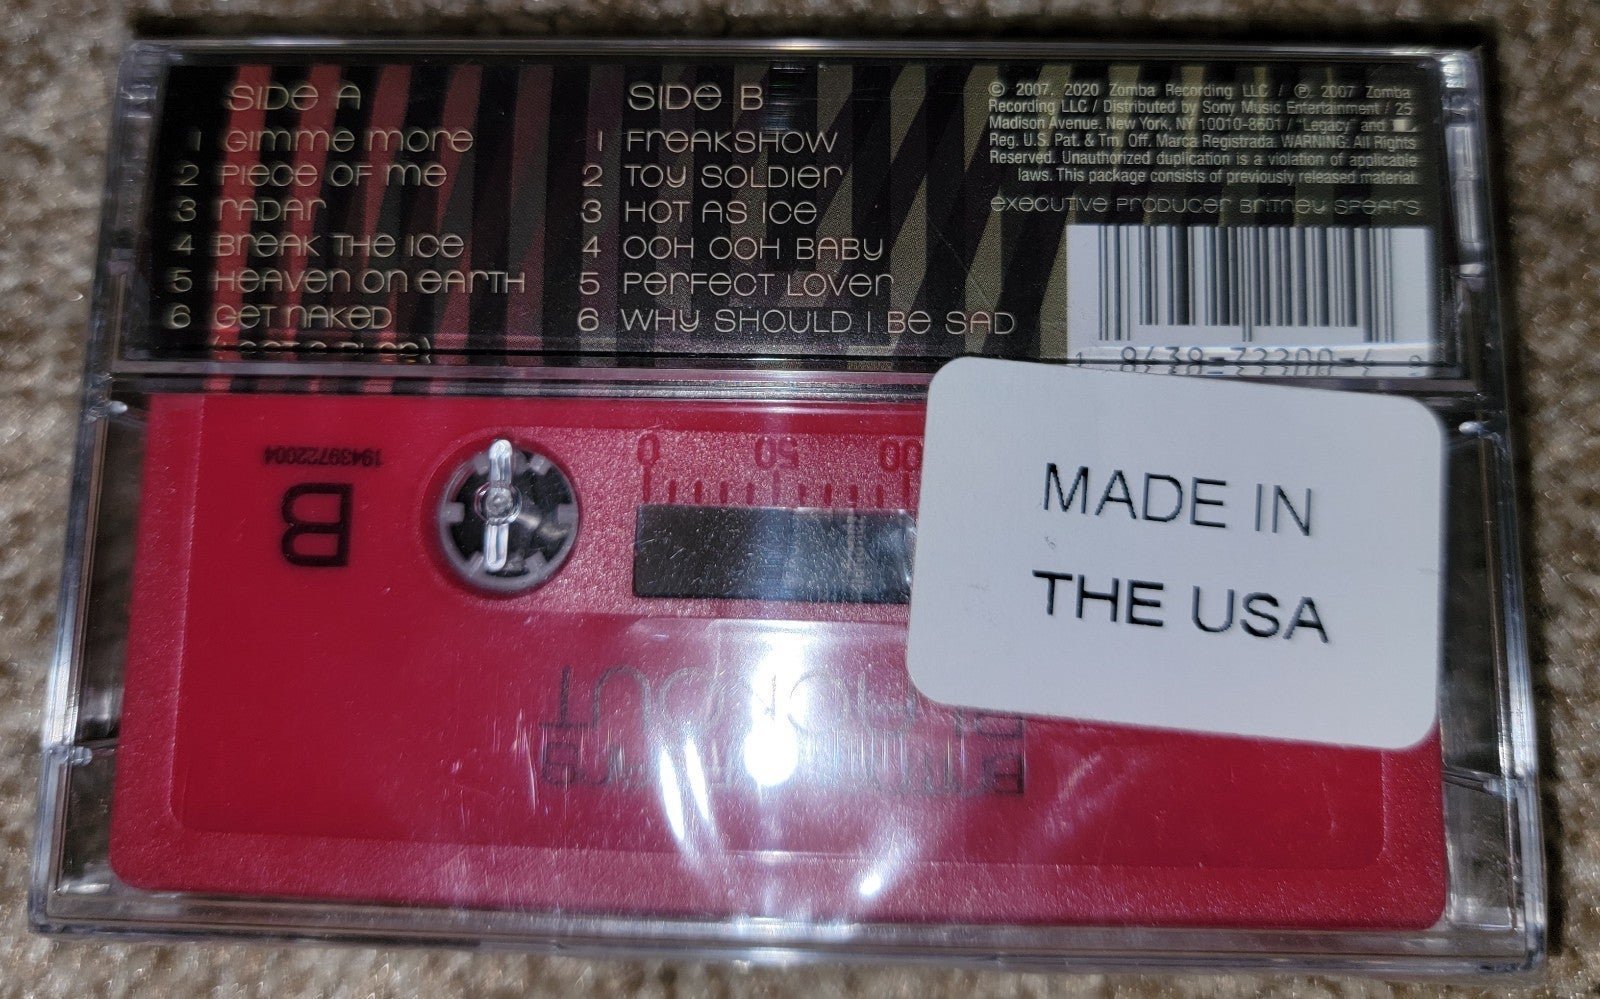 SIDE A
1 GIMME MORE
2 PIECE OF ME
3 RADAR
4 BREAK THE ICE
5 HEAVEN ON EARTH
6 GET NAKED
SIDE B
1 FREAKSHOW
2 TOY SOLDIER
3 HOT AS ICE
4 OOH OOH BABY
5 PERFECT LOVER
6 WHY SHOULD I BE SAD
© 2007, 2020 Zomba Recording LLC / ℗ 2007 Zomba
Recording LLC / Distributed by Sony Music Entertainment / 25
Madison Avenue, New York, NY 10010-8601 / "Legacy" and
Reg. U.S. Pat. & Tm. Off. Marca Registrada. WARNING: All Rights
Reserved. Unauthorized duplication is a violation of applicable
laws. This package consists of previously released material.
EXECUTIVE PRODUCER BRITNEY SPEARS
19439722004
B
0 50 100
MADE IN
THE USA